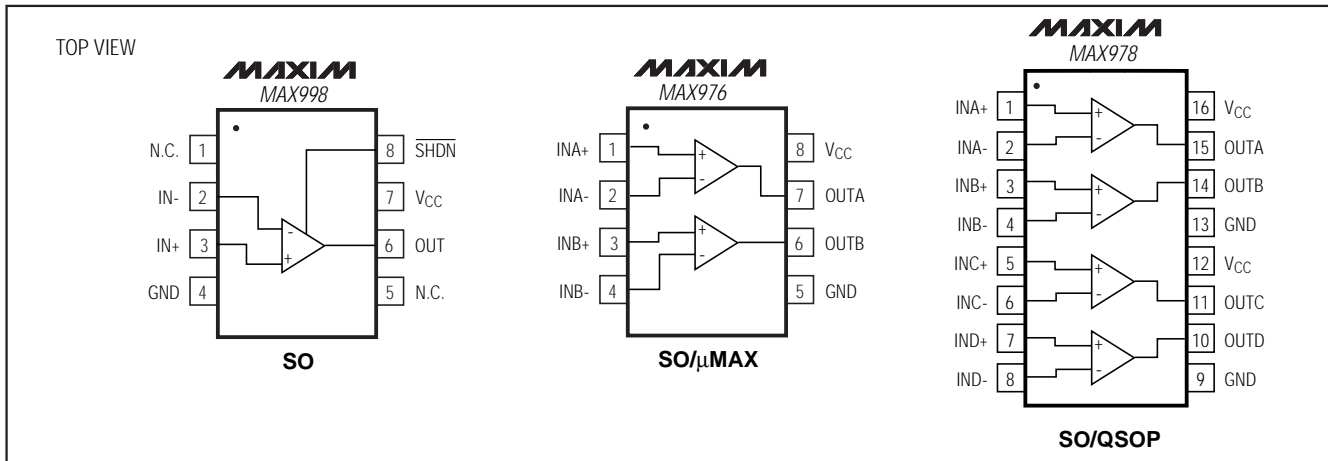 TOP VIEW
MAXIM
MAX998
N.C. 1
IN- 2
IN+ 3
GND 4
8 SHDN
7 VCC
6 OUT
5 N.C.
- 
+
SO
MAXIM
MAX976
INA+ 1
INA- 2
INB+ 3
INB- 4
8 VCC
7 OUTA
6 OUTB
5 GND
+
-
+
-
SO/μMAX
MAXIM
MAX978
INA+ 1
INA- 2
INB+ 3
INB- 4
INC+ 5
INC- 6
IND+ 7
IND- 8
16 VCC
15 OUTA
14 OUTB
13 GND
12 VCC
11 OUTC
10 OUTD
9 GND
+
-
+
-
+
-
+
-
SO/QSOP